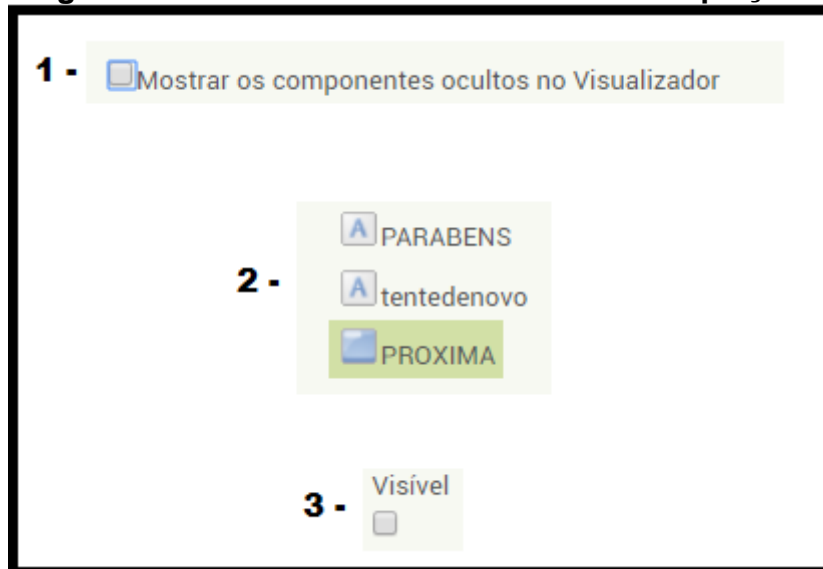 1 - Mostrar os componentes ocultos no Visualizador
PARABENS
2 -
tentedenovo
PROXIMA
Visível
3 -